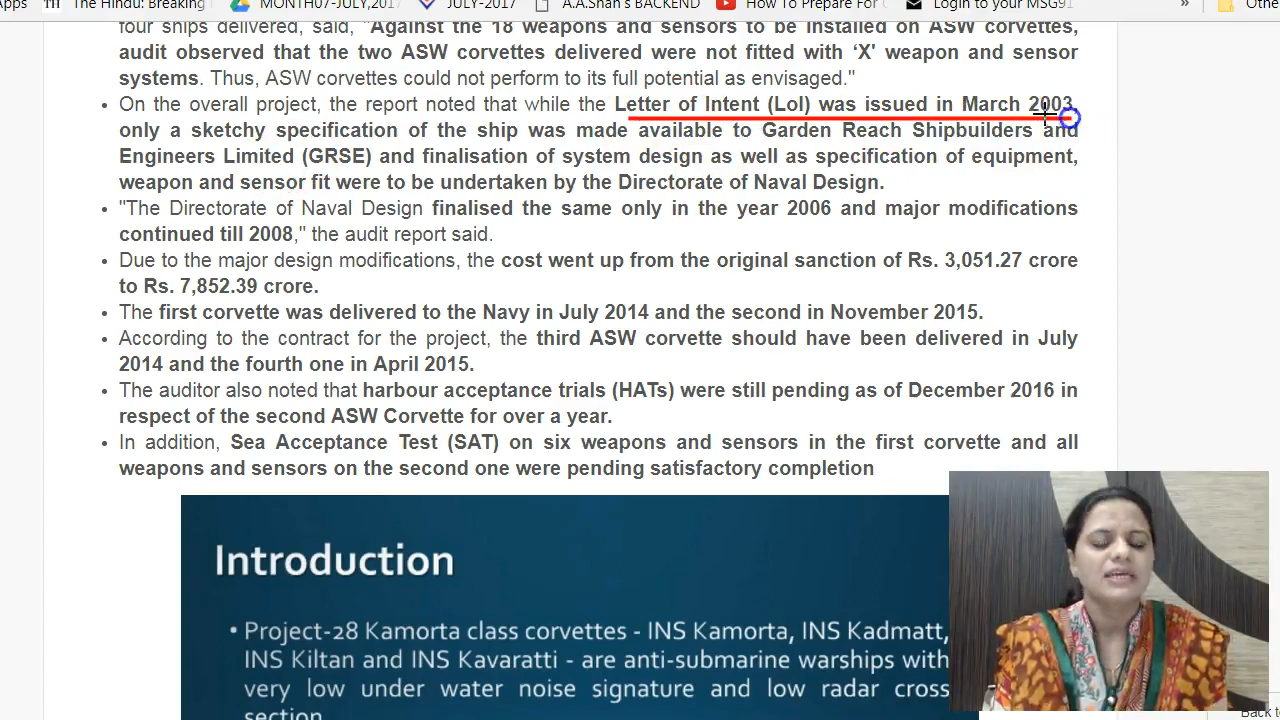 Apps The Hindu: Breaking MONTH07-JULY,201 JULY-2017 A.A.Shah's BACKEND How To Prepare For Login to your MSG91 » Othe
four ships delivered, said, "Against the 18 weapons and sensors to be installed on ASW corvettes,
audit observed that the two ASW corvettes delivered were not fitted with ‘X' weapon and sensor
systems. Thus, ASW corvettes could not perform to its full potential as envisaged."
• On the overall project, the report noted that while the Letter of Intent (LoI) was issued in March 2003,
only a sketchy specification of the ship was made available to Garden Reach Shipbuilders and
Engineers Limited (GRSE) and finalisation of system design as well as specification of equipment,
weapon and sensor fit were to be undertaken by the Directorate of Naval Design.
• "The Directorate of Naval Design finalised the same only in the year 2006 and major modifications
continued till 2008," the audit report said.
• Due to the major design modifications, the cost went up from the original sanction of Rs. 3,051.27 crore
to Rs. 7,852.39 crore.
• The first corvette was delivered to the Navy in July 2014 and the second in November 2015.
• According to the contract for the project, the third ASW corvette should have been delivered in July
2014 and the fourth one in April 2015.
• The auditor also noted that harbour acceptance trials (HATs) were still pending as of December 2016 in
respect of the second ASW Corvette for over a year.
• In addition, Sea Acceptance Test (SAT) on six weapons and sensors in the first corvette and all
weapons and sensors on the second one were pending satisfactory completion
Introduction
• Project-28 Kamorta class corvettes - INS Kamorta, INS Kadmatt,
INS Kiltan and INS Kavaratti - are anti-submarine warships with
very low under water noise signature and low radar cross
section
Back to